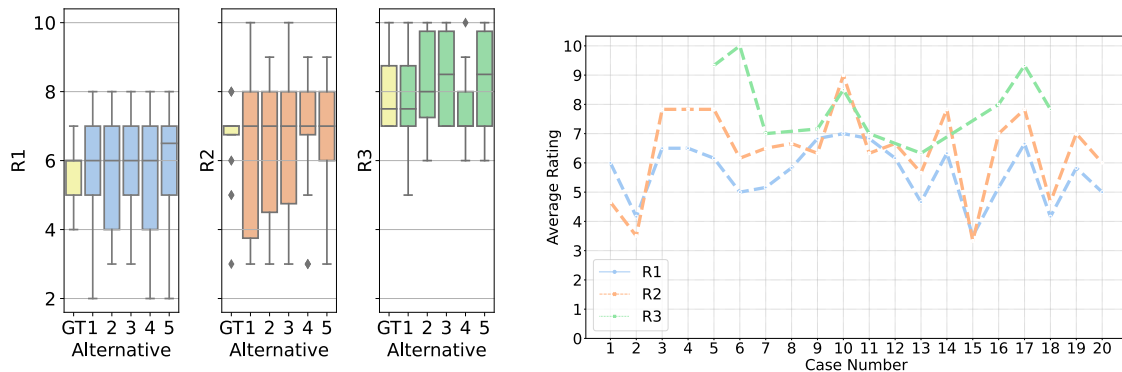 R1
10
8
6
4
2
GT 1 2 3 4 5
Alternative
R2
GT 1 2 3 4 5
Alternative
R3
GT 1 2 3 4 5
Alternative
Average Rating
10
9
8
7
6
5
4
3
2
1
0
R1
R2
R3
1 2 3 4 5 6 7 8 9 10 11 12 13 14 15 16 17 18 19 20
Case Number